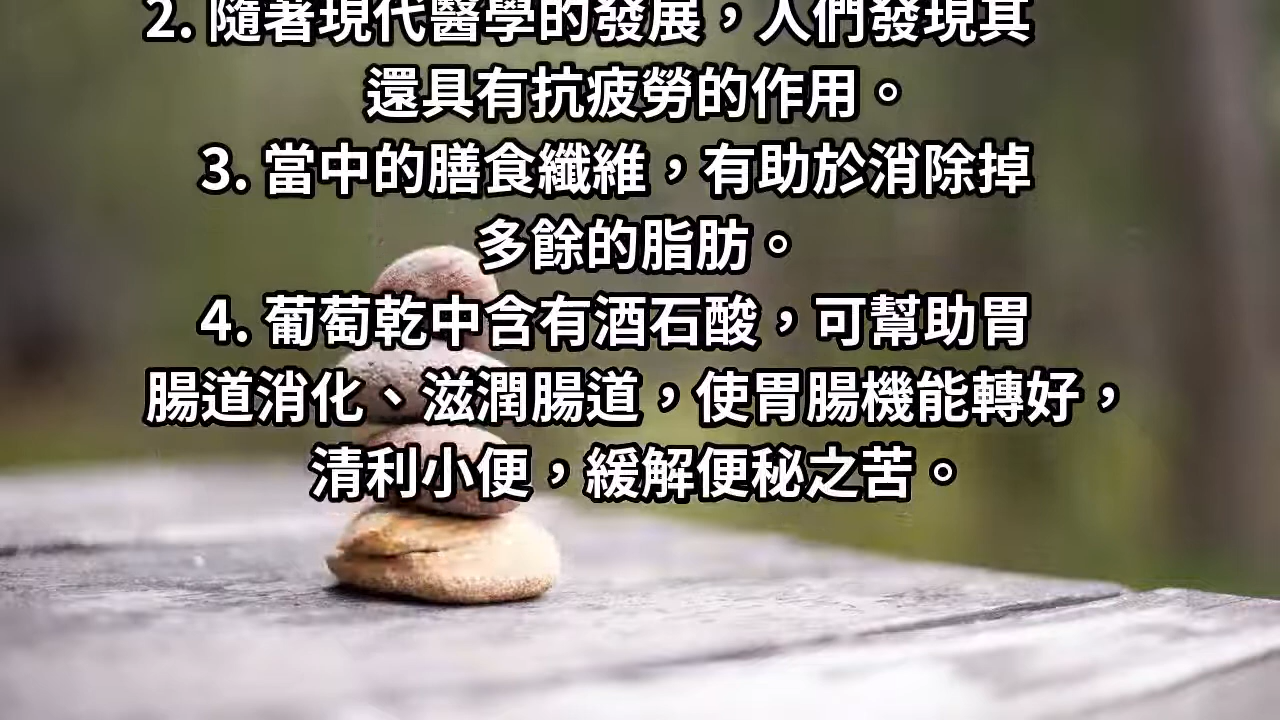 2. 隨著現代醫學的發展，人們發現其
還具有抗疲勞的作用。
3. 當中的膳食纖維，有助於消除掉
多餘的脂肪。
4. 葡萄乾中含有酒石酸，可幫助胃
腸道消化、滋潤腸道，使胃腸機能轉好，
清利小便，緩解便秘之苦。